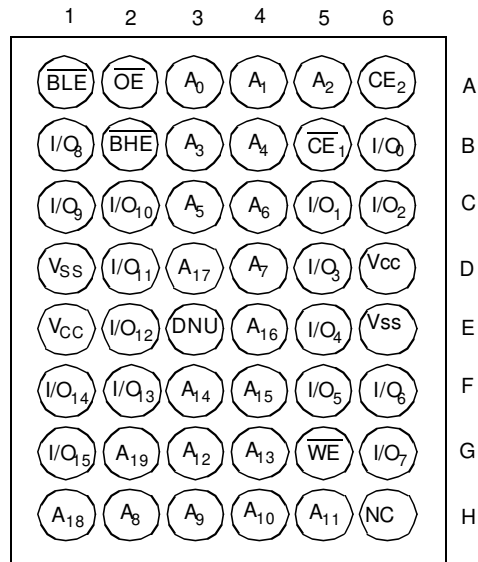 1 2 3 4 5 6
BLE OE A0 A1 A2 CE2 A
I/O8 BHE A3 A4 CE1 I/O0 B
I/O9 I/O10 A5 A6 I/O1 I/O2 C
VSS I/O11 A17 A7 I/O3 Vcc D
VCC I/O12 DNU A16 I/O4 Vss E
I/O14 I/O13 A14 A15 I/O5 I/O6 F
I/O15 A19 A12 A13 WE I/O7 G
A18 A8 A9 A10 A11 NC H